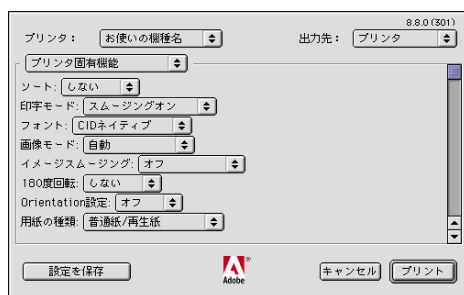 8.8.0 (301)
プリンタ: お使いの機種名 出力先: プリンタ
プリンタ固有機能
ソート: しない
印字モード: スムージングオン
フォント: CIDネイティブ
画像モード: 自動
イメージスムージング: オフ
180度回転: しない
Orientation設定: オフ
用紙の種類: 普通紙/再生紙
設定を保存 Adobe キャンセル プリント